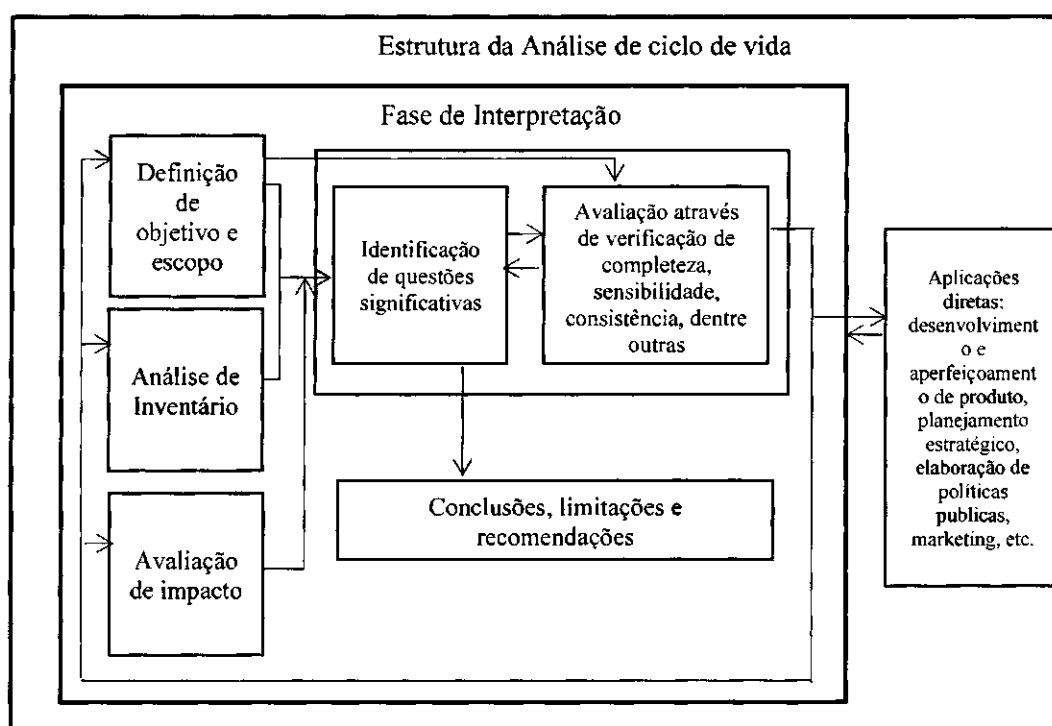 Estrutura da Análise de ciclo de vida
Fase de Interpretação
Definição
de
objetivo e
escopo
Análise de
Inventário
Avaliação
de impacto
Identificação
de questões
significativas
Avaliação através
de verificação de
completeza,
sensibilidade,
consistência, dentre
outras
Conclusões, limitações e
recomendações
Aplicações
diretas:
desenvolviment
o e
aperfeiçoament
o de produto,
planejamento
estratégico,
elaboração de
políticas
publicas,
marketing, etc.